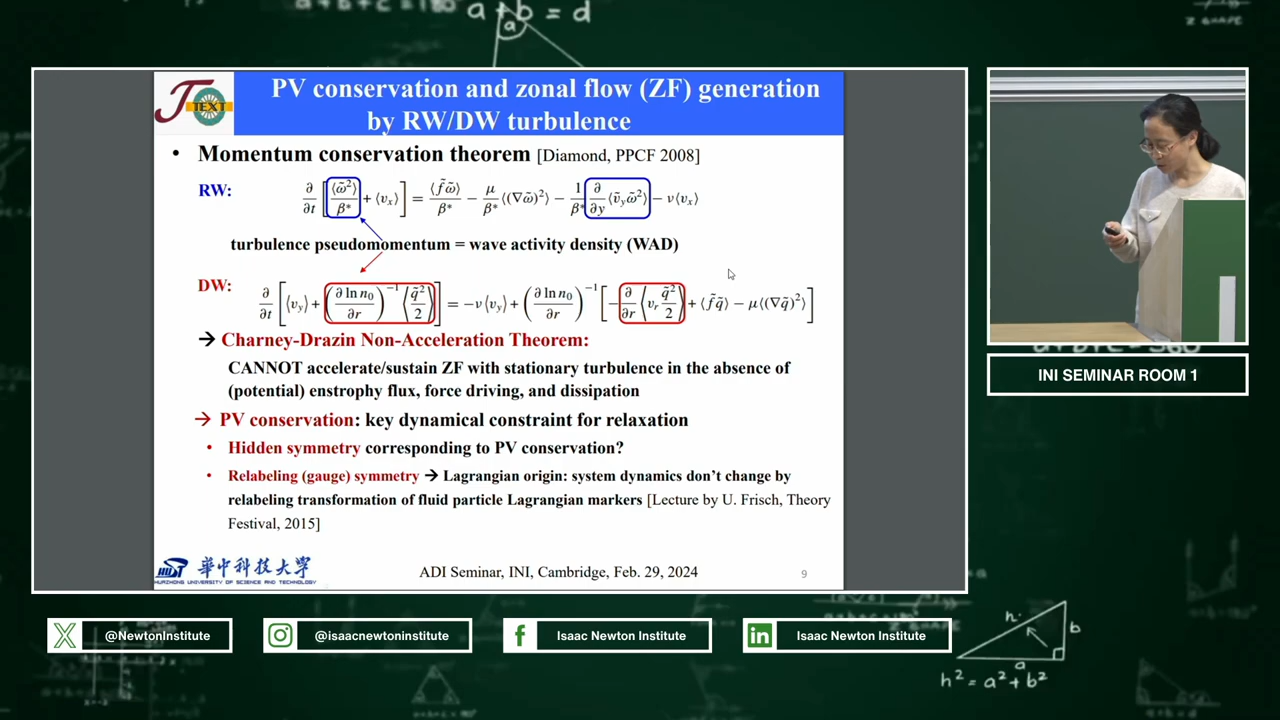 a + b + c = 180°
a + b = d
a
PV conservation and zonal flow (ZF) generation
by RW/DW turbulence
J TEXT
• Momentum conservation theorem [Diamond, PPCF 2008]
RW: ∂/∂t [⟨ω̃²⟩/β* + ⟨v_x⟩] = ⟨f̃ω̃⟩/β* − μ/β* ⟨(∇ω̃)²⟩ − 1/β* ∂/∂y ⟨ṽ_y ω̃²⟩ − ν⟨v_x⟩
turbulence pseudomomentum = wave activity density (WAD)
DW: ∂/∂t [⟨v_y⟩ + (∂ ln n₀/∂r)⁻¹ ⟨q̃²/2⟩] = −ν⟨v_y⟩ + (∂ ln n₀/∂r)⁻¹ [−∂/∂r ⟨v_r q̃²/2⟩ + ⟨f̃q̃⟩ − μ⟨(∇q̃)²⟩]
→ Charney-Drazin Non-Acceleration Theorem:
CANNOT accelerate/sustain ZF with stationary turbulence in the absence of
(potential) enstrophy flux, force driving, and dissipation
→ PV conservation: key dynamical constraint for relaxation
• Hidden symmetry corresponding to PV conservation?
• Relabeling (gauge) symmetry → Lagrangian origin: system dynamics don't change by
relabeling transformation of fluid particle Lagrangian markers [Lecture by U. Frisch, Theory
Festival, 2015]
華中科技大学
HUAZHONG UNIVERSITY OF SCIENCE AND TECHNOLOGY
ADI Seminar, INI, Cambridge, Feb. 29, 2024
9
INI SEMINAR ROOM 1
@NewtonInstitute
@isaacnewtoninstitute
Isaac Newton Institute
Isaac Newton Institute
h
b
a
h² = a² + b²